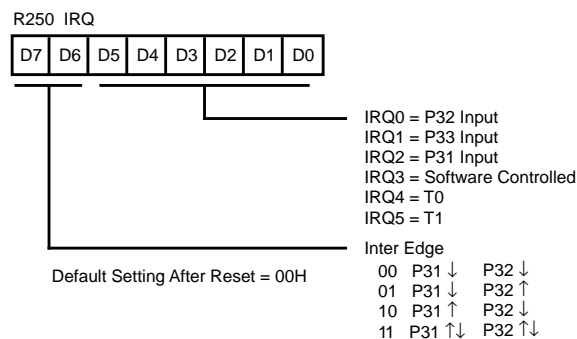 R250 IRQ
D7 D6 D5 D4 D3 D2 D1 D0
IRQ0 = P32 Input
IRQ1 = P33 Input
IRQ2 = P31 Input
IRQ3 = Software Controlled
IRQ4 = T0
IRQ5 = T1
Inter Edge
00 P31 ↓ P32 ↓
01 P31 ↓ P32 ↑
10 P31 ↑ P32 ↓
11 P31 ↑↓ P32 ↑↓
Default Setting After Reset = 00H